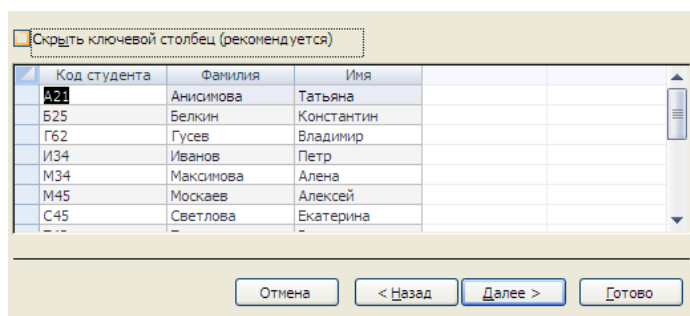 Скрыть ключевой столбец (рекомендуется)
Код студента Фамилия Имя
А21 Анисимова Татьяна
Б25 Белкин Константин
Г62 Гусев Владимир
И34 Иванов Петр
М34 Максимова Алена
М45 Москаев Алексей
С45 Светлова Екатерина
Отмена < Назад Далее > Готово